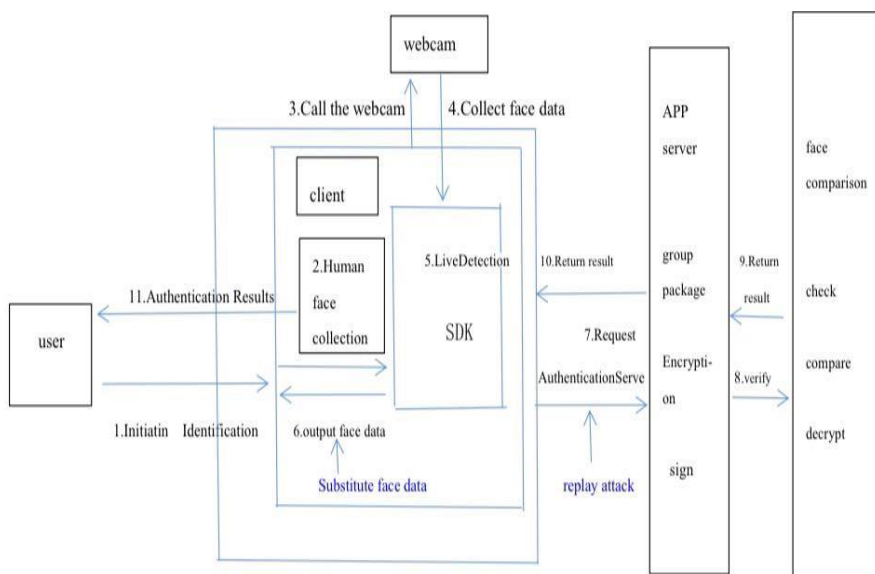 webcam
3.Call the webcam
4.Collect face data
APP
server
face
comparison
client
2.Human
face
collection
5.LiveDetection
SDK
10.Return result
group
package
9.Return
result
check
11.Authentication Results
user
7.Request
AuthenticationServe
Encrypti-
on
8.verify
compare
decrypt
1.Initiatin Identification
6.output face data
Substitute face data
replay attack
sign